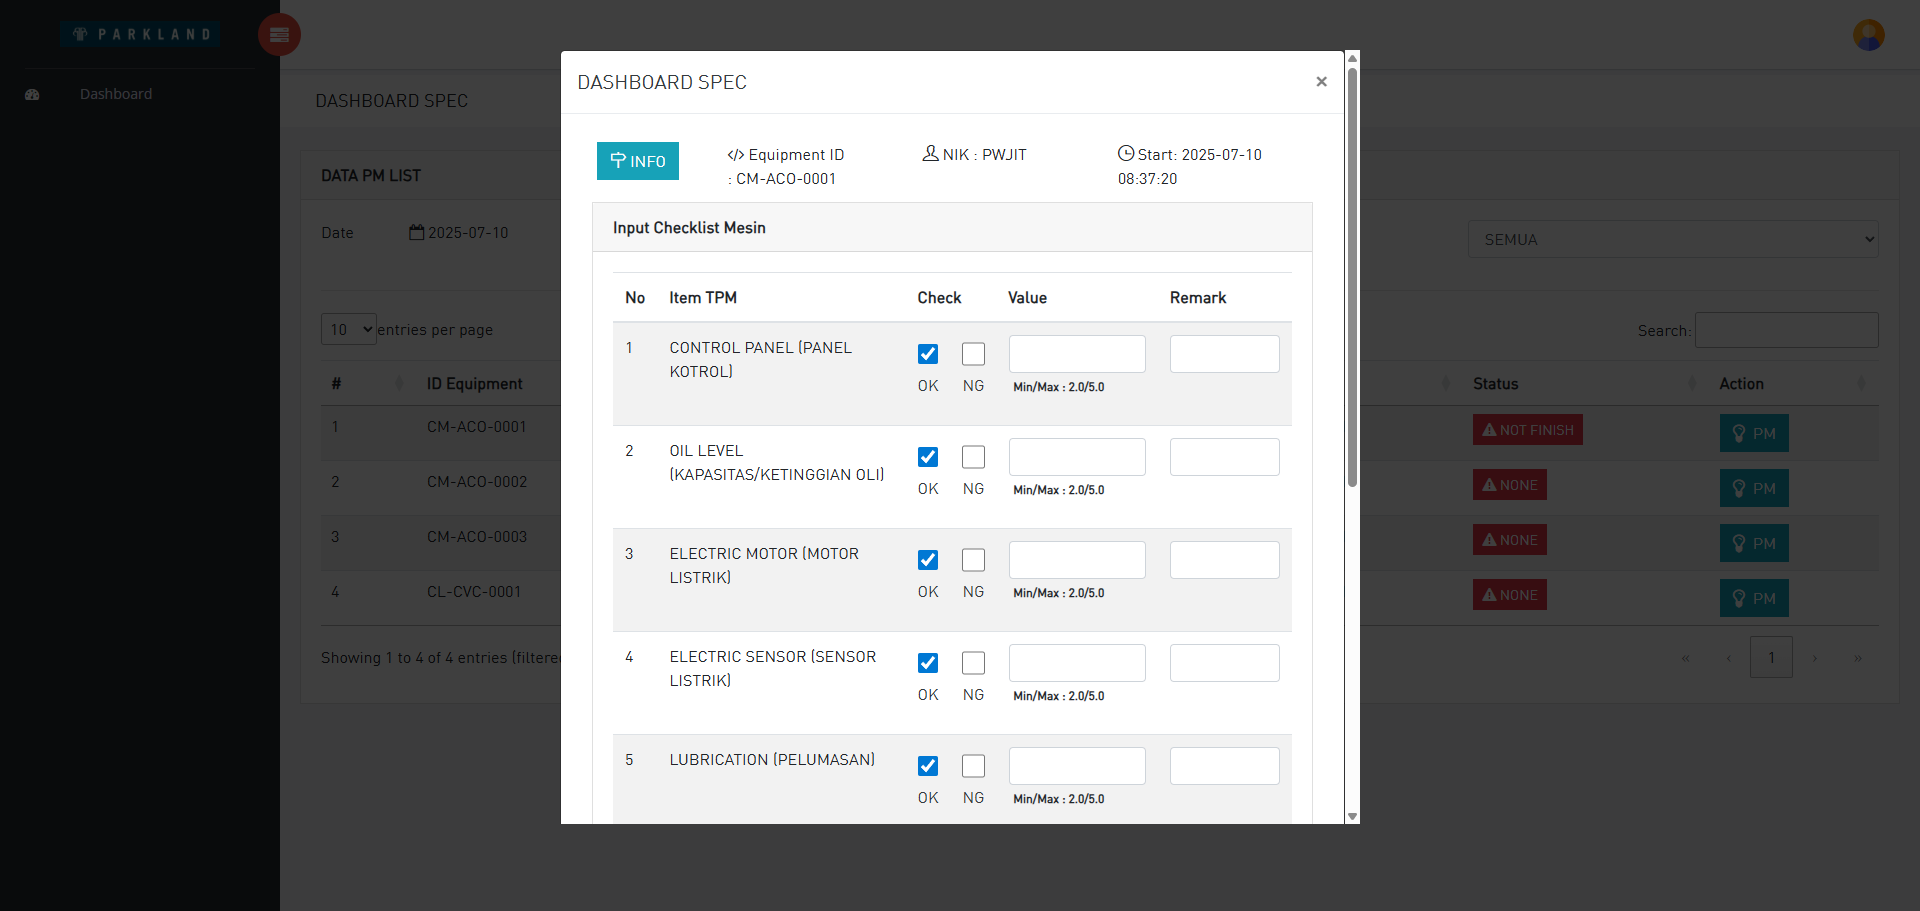 PARKLAND
Dashboard
DASHBOARD SPEC
DATA PM LIST
Date
2025-07-10
SEMUA
10
entries per page
Search:
#
ID Equipment
Status
Action
1
CM-ACO-0001
NOT FINISH
PM
2
CM-ACO-0002
NONE
PM
3
CM-ACO-0003
NONE
PM
4
CL-CVC-0001
NONE
PM
Showing 1 to 4 of 4 entries (filtered
« ‹ 1 › »
DASHBOARD SPEC
×
INFO
</> Equipment ID
: CM-ACO-0001
NIK : PWJIT
Start: 2025-07-10
08:37:20
Input Checklist Mesin
No Item TPM Check Value Remark
1 CONTROL PANEL (PANEL
KOTROL)
OK NG Min/Max : 2.0/5.0
2 OIL LEVEL
(KAPASITAS/KETINGGIAN OLI)
OK NG Min/Max : 2.0/5.0
3 ELECTRIC MOTOR (MOTOR
LISTRIK)
OK NG Min/Max : 2.0/5.0
4 ELECTRIC SENSOR (SENSOR
LISTRIK)
OK NG Min/Max : 2.0/5.0
5 LUBRICATION (PELUMASAN)
OK NG Min/Max : 2.0/5.0